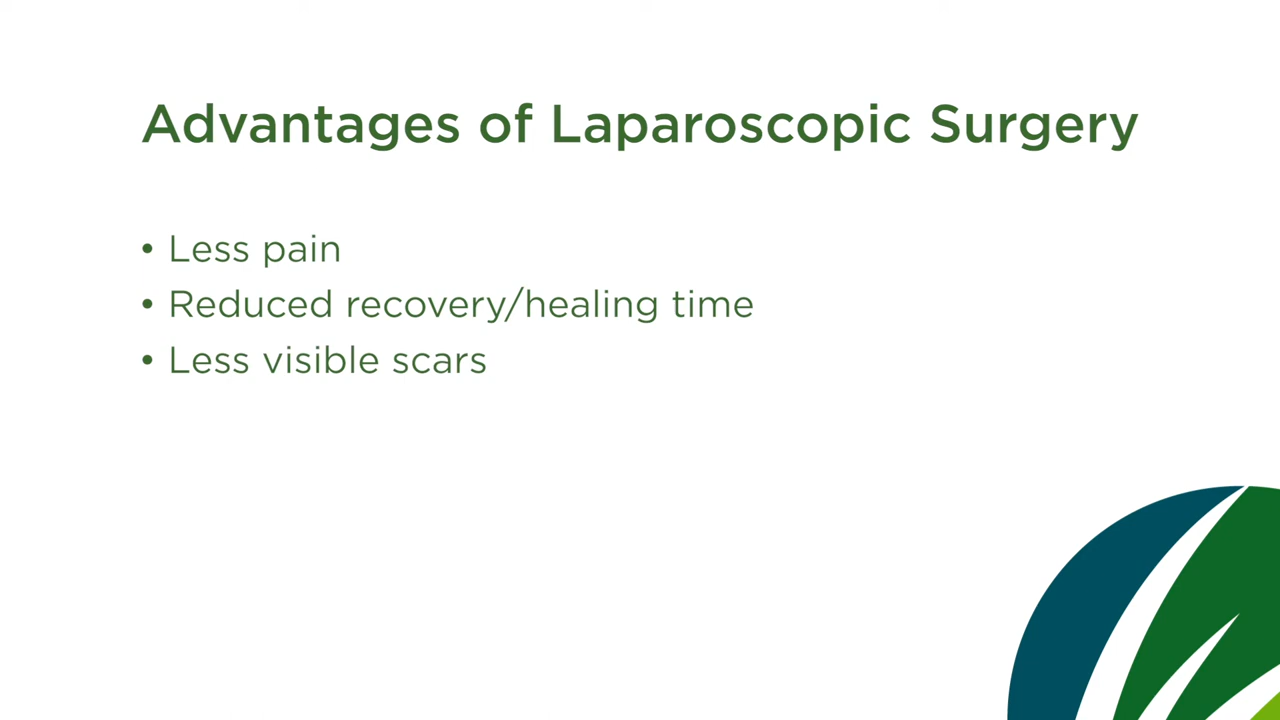 Advantages of Laparoscopic Surgery
• Less pain
• Reduced recovery/healing time
• Less visible scars